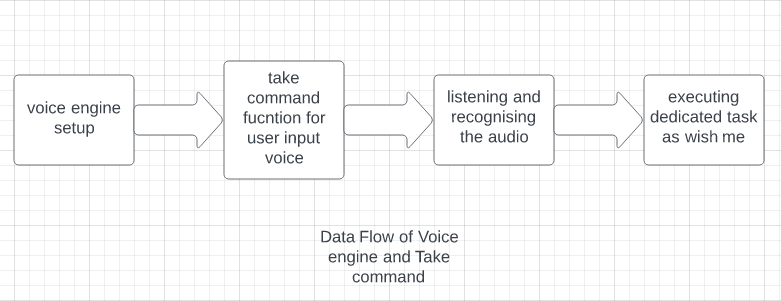 voice engine
setup
take
command
fucntion for
user input
voice
listening and
recognising
the audio
executing
dedicated task
as wish me
Data Flow of Voice
engine and Take
command